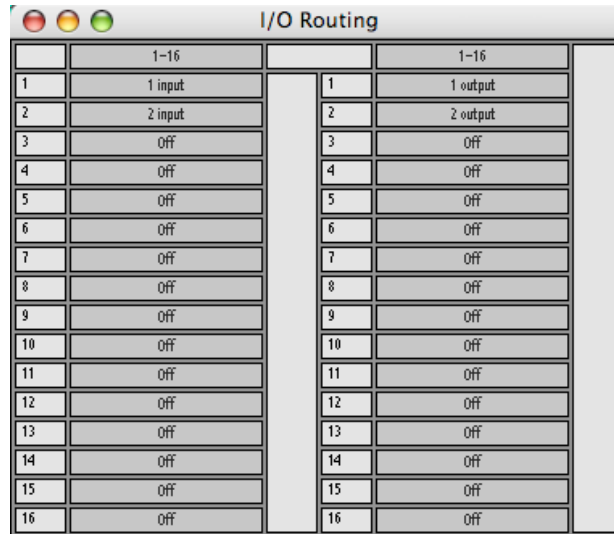 I/O Routing
1-16 1-16
1 1 input 1 1 output
2 2 input 2 2 output
3 Off 3 Off
4 Off 4 Off
5 Off 5 Off
6 Off 6 Off
7 Off 7 Off
8 Off 8 Off
9 Off 9 Off
10 Off 10 Off
11 Off 11 Off
12 Off 12 Off
13 Off 13 Off
14 Off 14 Off
15 Off 15 Off
16 Off 16 Off